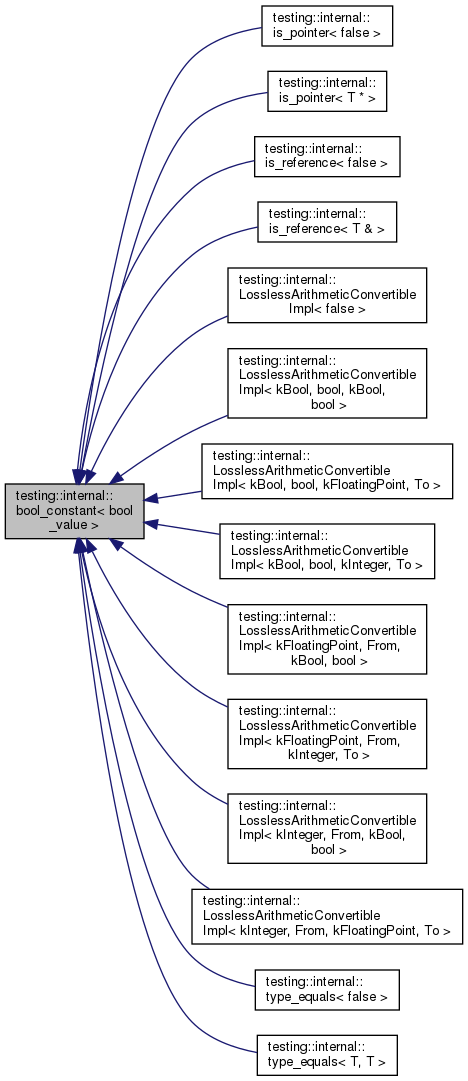 testing::internal::
is_pointer< false >
testing::internal::
is_pointer< T * >
testing::internal::
is_reference< false >
testing::internal::
is_reference< T & >
testing::internal::
LosslessArithmeticConvertible
Impl< false >
testing::internal::
LosslessArithmeticConvertible
Impl< kBool, bool, kBool,
bool >
testing::internal::
LosslessArithmeticConvertible
Impl< kBool, bool, kFloatingPoint, To >
testing::internal::
bool_constant< bool
_value >
testing::internal::
LosslessArithmeticConvertible
Impl< kBool, bool, kInteger, To >
testing::internal::
LosslessArithmeticConvertible
Impl< kFloatingPoint, From,
kBool, bool >
testing::internal::
LosslessArithmeticConvertible
Impl< kFloatingPoint, From,
kInteger, To >
testing::internal::
LosslessArithmeticConvertible
Impl< kInteger, From, kBool,
bool >
testing::internal::
LosslessArithmeticConvertible
Impl< kInteger, From, kFloatingPoint, To >
testing::internal::
type_equals< false >
testing::internal::
type_equals< T, T >